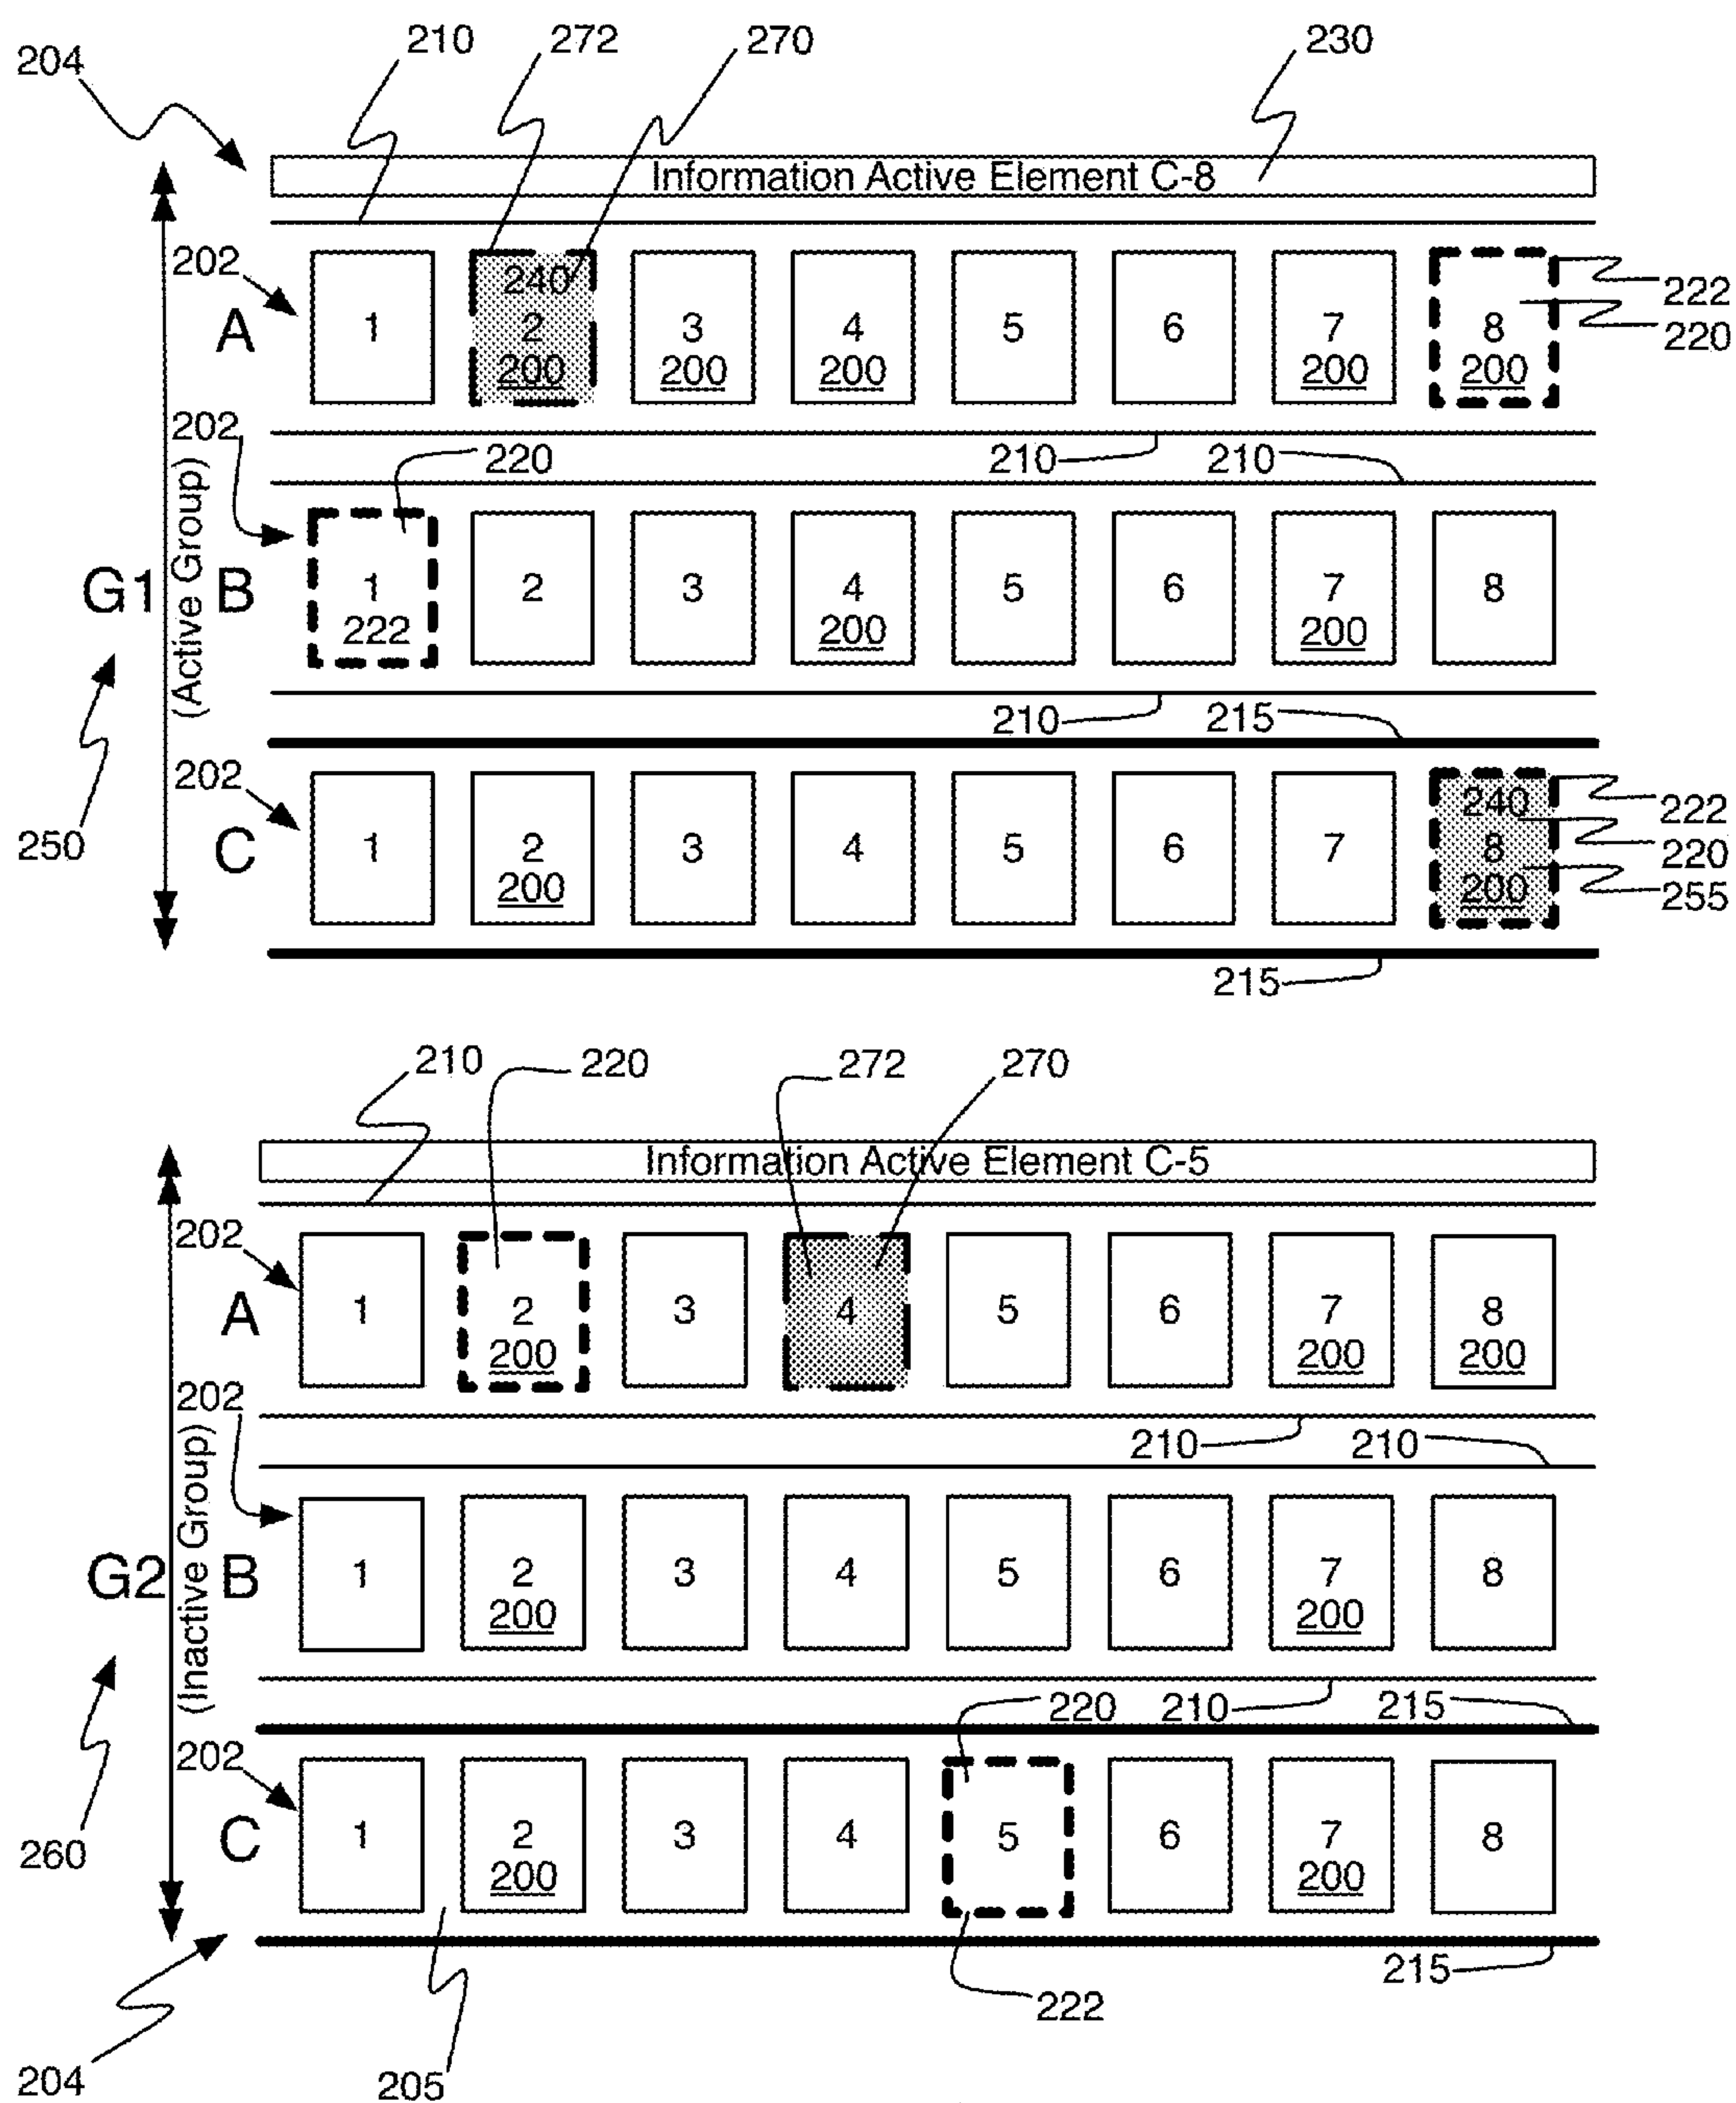 210 272 270 230
204
Information Active Element C-8
202
A 1 240 2 200 3 200 4 200 5 6 7 200 8 200 222 220
202 220 210 210
G1 (Active Group) B 1 222 2 3 4 200 5 6 7 200 8
210 215
202
250 C 1 2 200 3 4 5 6 7 240 8 200 222 220 255
215
210 220 272 270
Information Active Element C-5
202
A 1 2 200 3 4 5 6 7 200 8 200
202 210 210
G2 (Inactive Group) B 1 2 200 3 4 5 6 7 200 8
220 210 215
202
260 C 1 2 200 3 4 5 6 7 200 8
215
222
204 205